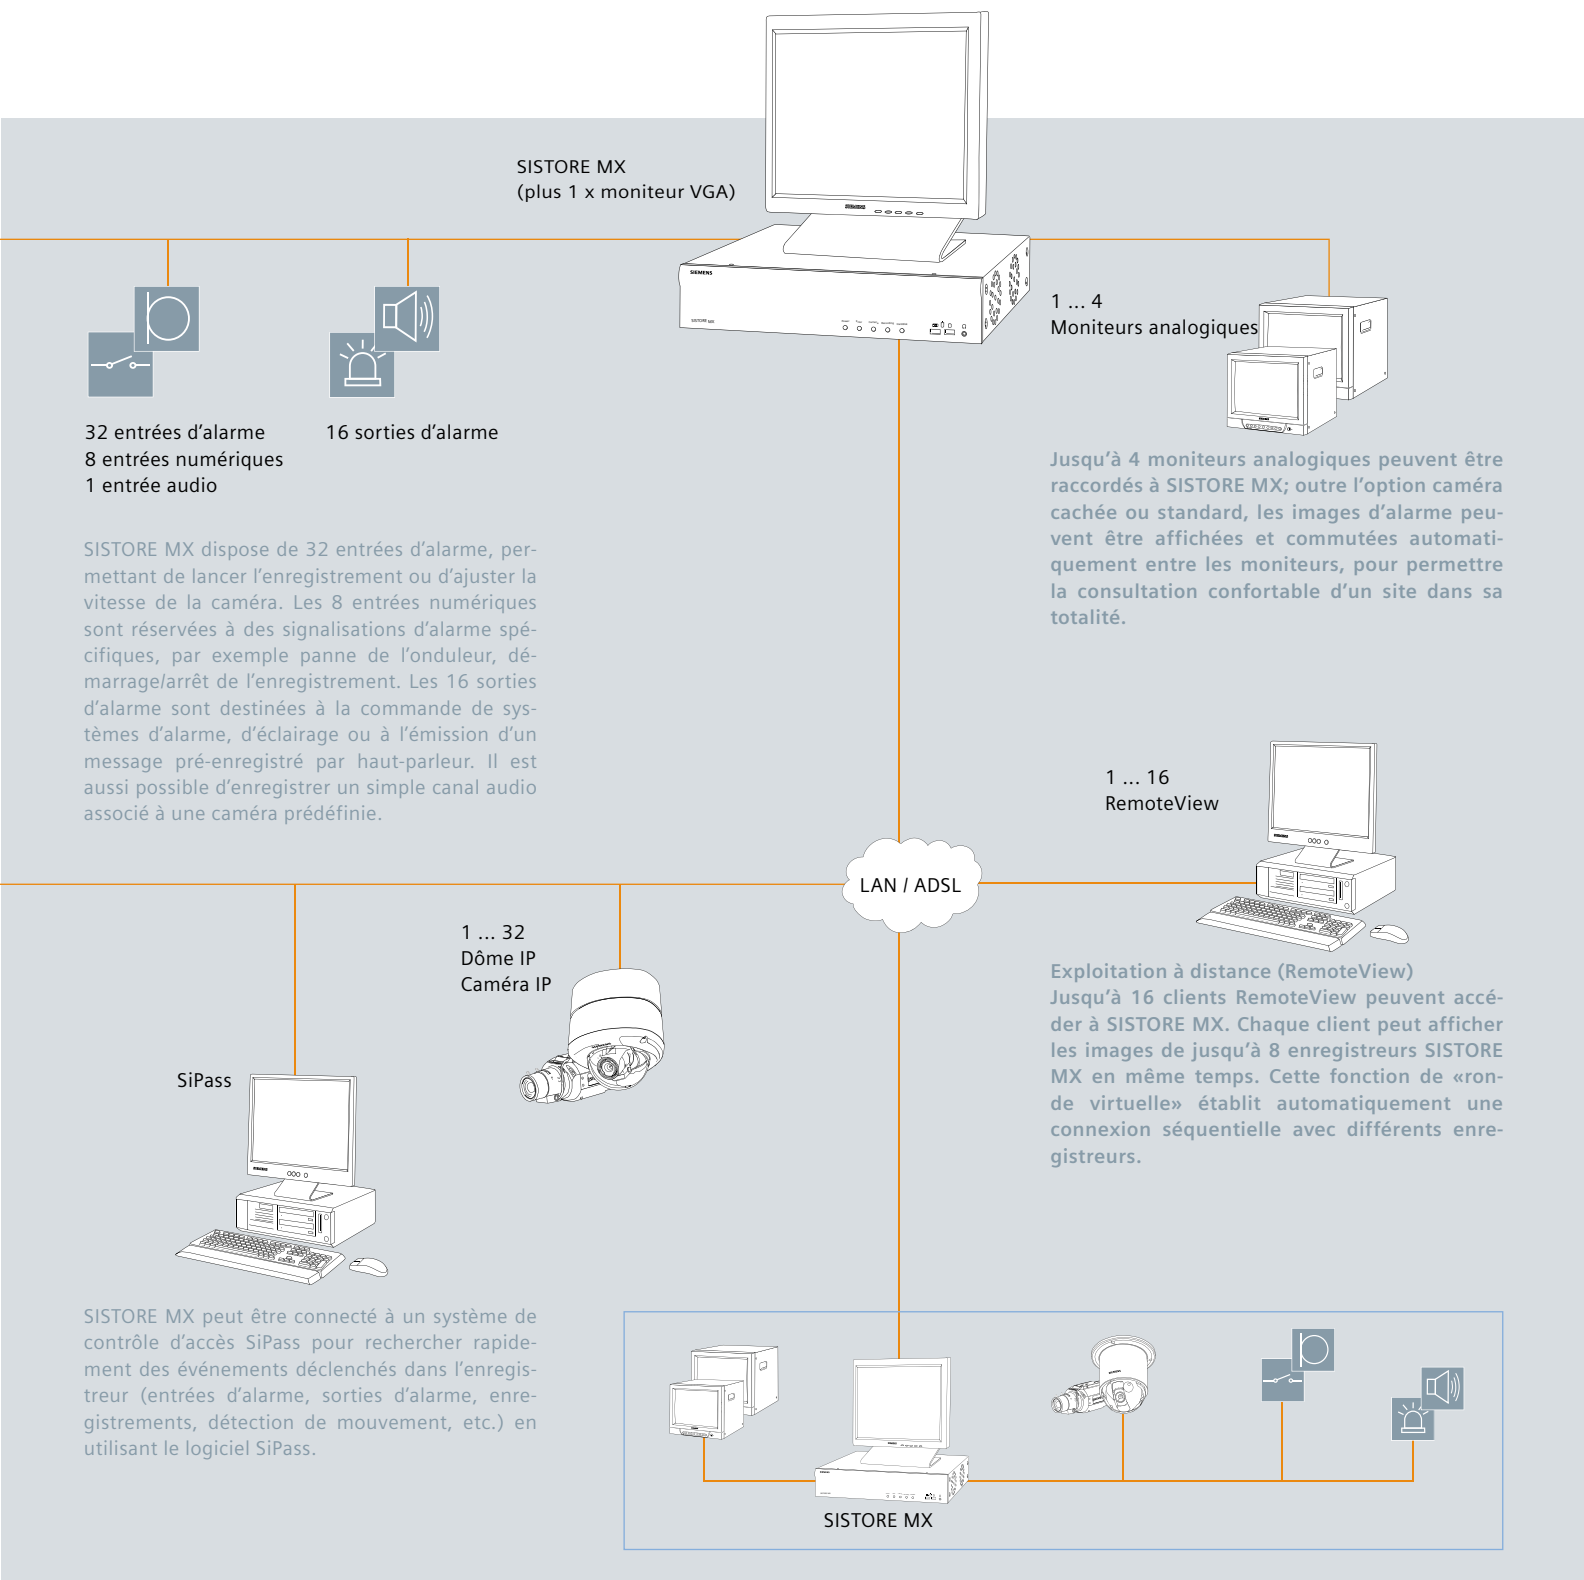 SISTORE MX
(plus 1 x moniteur VGA)
SIEMENS
SISTORE MX
1 ... 4
Moniteurs analogiques
32 entrées d'alarme
8 entrées numériques
1 entrée audio
16 sorties d'alarme
Jusqu'à 4 moniteurs analogiques peuvent être
raccordés à SISTORE MX; outre l'option caméra
cachée ou standard, les images d'alarme peu-
vent être affichées et commutées automati-
quement entre les moniteurs, pour permettre
la consultation confortable d'un site dans sa
totalité.
SISTORE MX dispose de 32 entrées d'alarme, per-
mettant de lancer l'enregistrement ou d'ajuster la
vitesse de la caméra. Les 8 entrées numériques
sont réservées à des signalisations d'alarme spé-
cifiques, par exemple panne de l'onduleur, dé-
marrage/arrêt de l'enregistrement. Les 16 sorties
d'alarme sont destinées à la commande de sys-
tèmes d'alarme, d'éclairage ou à l'émission d'un
message pré-enregistré par haut-parleur. Il est
aussi possible d'enregistrer un simple canal audio
associé à une caméra prédéfinie.
1 ... 16
RemoteView
LAN / ADSL
1 ... 32
Dôme IP
Caméra IP
Exploitation à distance (RemoteView)
Jusqu'à 16 clients RemoteView peuvent accé-
der à SISTORE MX. Chaque client peut afficher
les images de jusqu'à 8 enregistreurs SISTORE
MX en même temps. Cette fonction de «ron-
de virtuelle» établit automatiquement une
connexion séquentielle avec différents enre-
gistreurs.
SiPass
SISTORE MX peut être connecté à un système de
contrôle d'accès SiPass pour rechercher rapide-
ment des événements déclenchés dans l'enregis-
treur (entrées d'alarme, sorties d'alarme, enre-
gistrements, détection de mouvement, etc.) en
utilisant le logiciel SiPass.
SISTORE MX